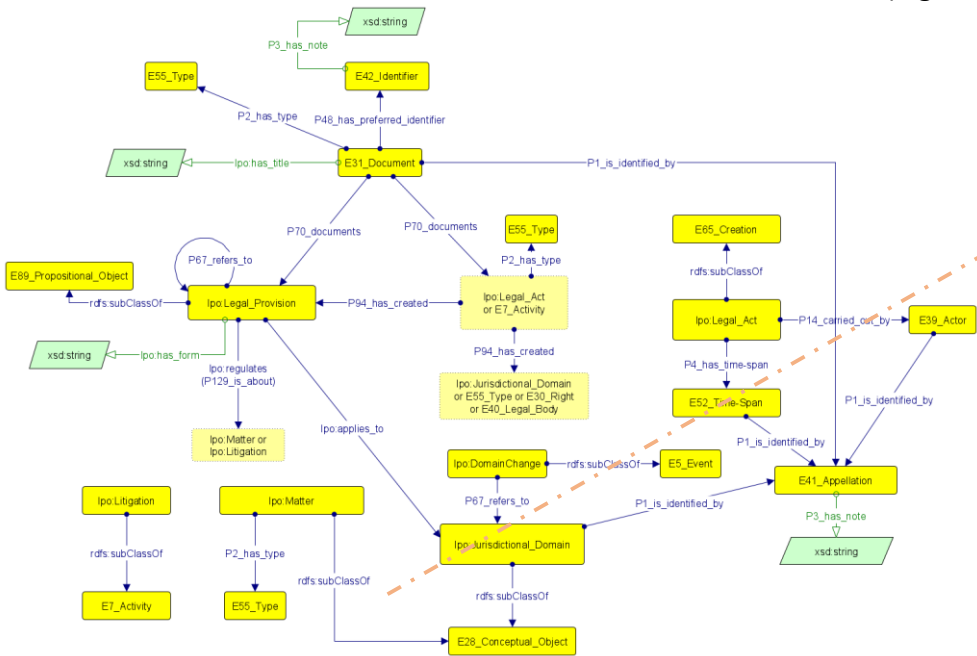 xsd:string
P3_has_note
E55_Type
E42_Identifier
P2_has_type
P48_has_preferred_identifier
xsd:string
lpo:has_title
E31_Document
P1_is_identified_by
P70_documents
P70_documents
E55_Type
E65_Creation
P67_refers_to
P2_has_type
rdfs:subClassOf
E89_Propositional_Object
rdfs:subClassOf
lpo:Legal_Provision
P94_has_created
lpo:Legal_Act
or E7_Activity
lpo:Legal_Act
P14_carried_out_by
E39_Actor
xsd:string
lpo:has_form
lpo:regulates
(P129_is_about)
P94_has_created
P4_has_time-span
lpo:Jurisdictional_Domain
or E55_Type or E30_Right
or E40_Legal_Body
E52_Time-Span
P1_is_identified_by
lpo:applies_to
lpo:Matter or
lpo:Litigation
P1_is_identified_by
lpo:DomainChange
rdfs:subClassOf
E5_Event
E41_Appellation
lpo:Litigation
lpo:Matter
P67_refers_to
P1_is_identified_by
P3_has_note
lpo:Jurisdictional_Domain
xsd:string
rdfs:subClassOf
P2_has_type
rdfs:subClassOf
rdfs:subClassOf
E7_Activity
E55_Type
E28_Conceptual_Object